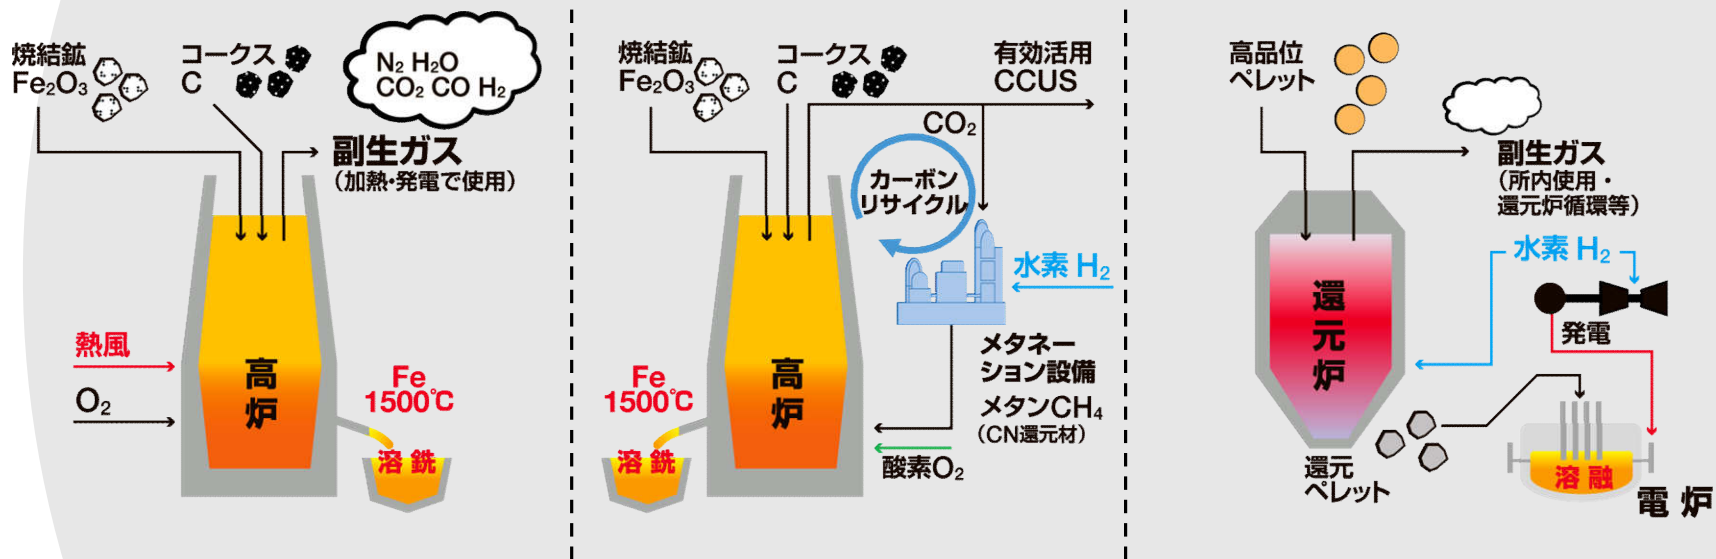 焼結鉱
Fe₂O₃
コークス
C
N₂ H₂O
CO₂ CO H₂
副生ガス
(加熱・発電で使用)
熱風
O₂
高炉
Fe
1500℃
溶銑
焼結鉱
Fe₂O₃
コークス
C
有効活用
CCUS
CO₂
カーボン
リサイクル
水素 H₂
メタネー
ション設備
メタンCH₄
(CN還元材)
酸素O₂
高炉
Fe
1500℃
溶銑
高品位
ペレット
副生ガス
(所内使用・
還元炉循環等)
水素 H₂
発電
還元炉
還元
ペレット
溶融
電炉